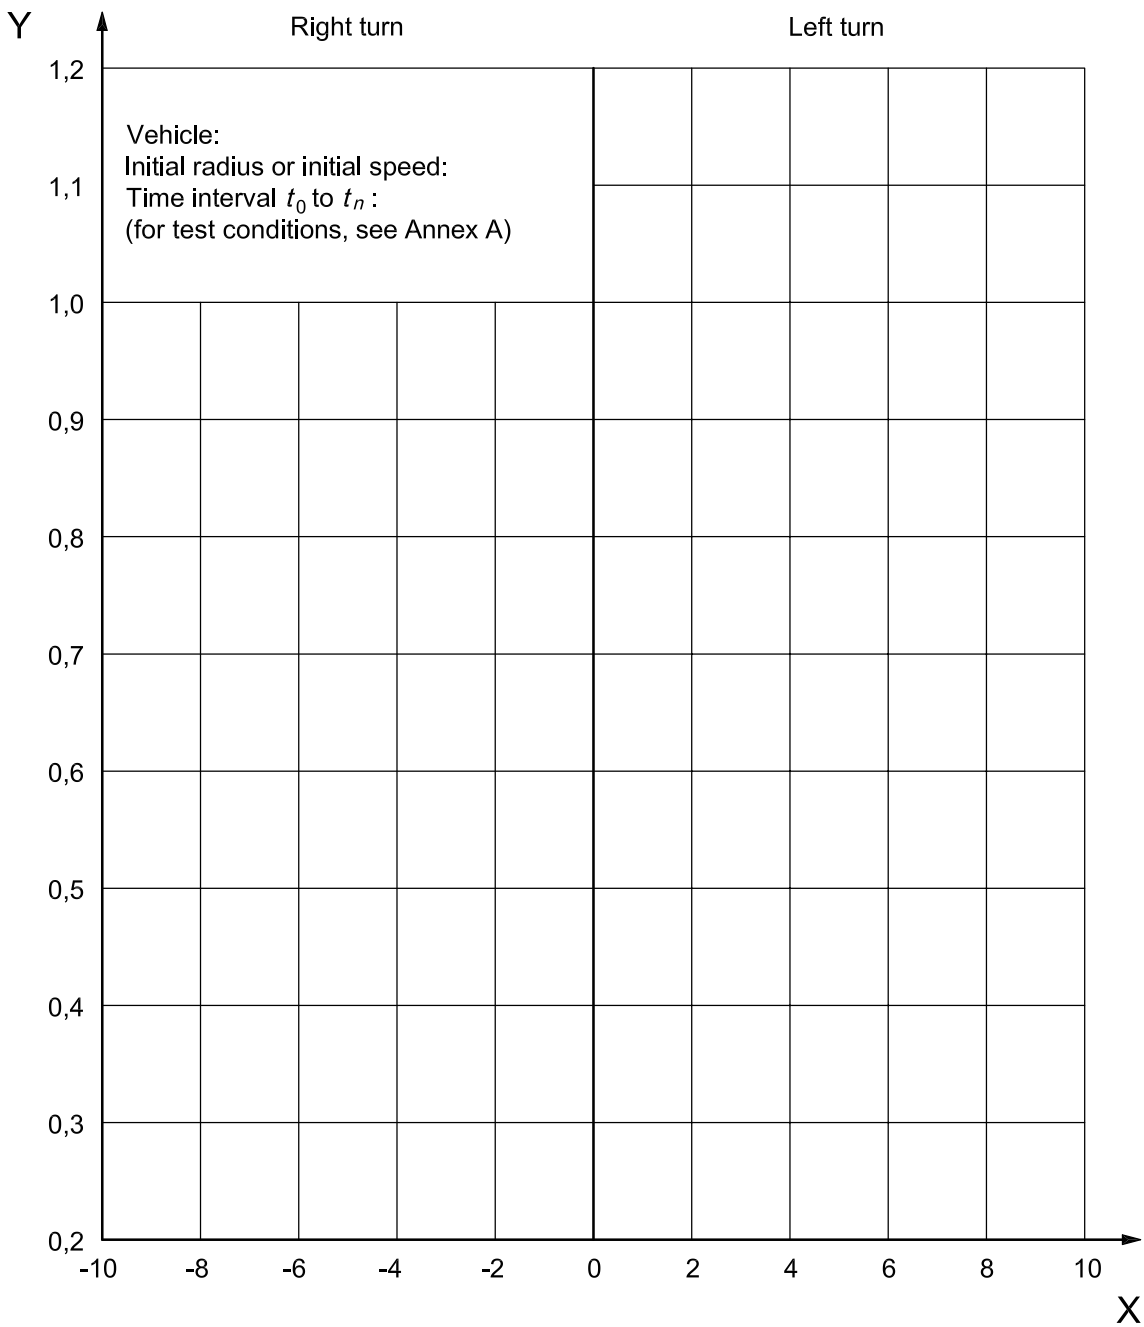 Y
Right turn
Left turn
1,2
Vehicle:
Initial radius or initial speed:
1,1
Time interval t0 to tn :
(for test conditions, see Annex A)
1,0
0,9
0,8
0,7
0,6
0,5
0,4
0,3
0,2
-10 -8 -6 -4 -2 0 2 4 6 8 10
X